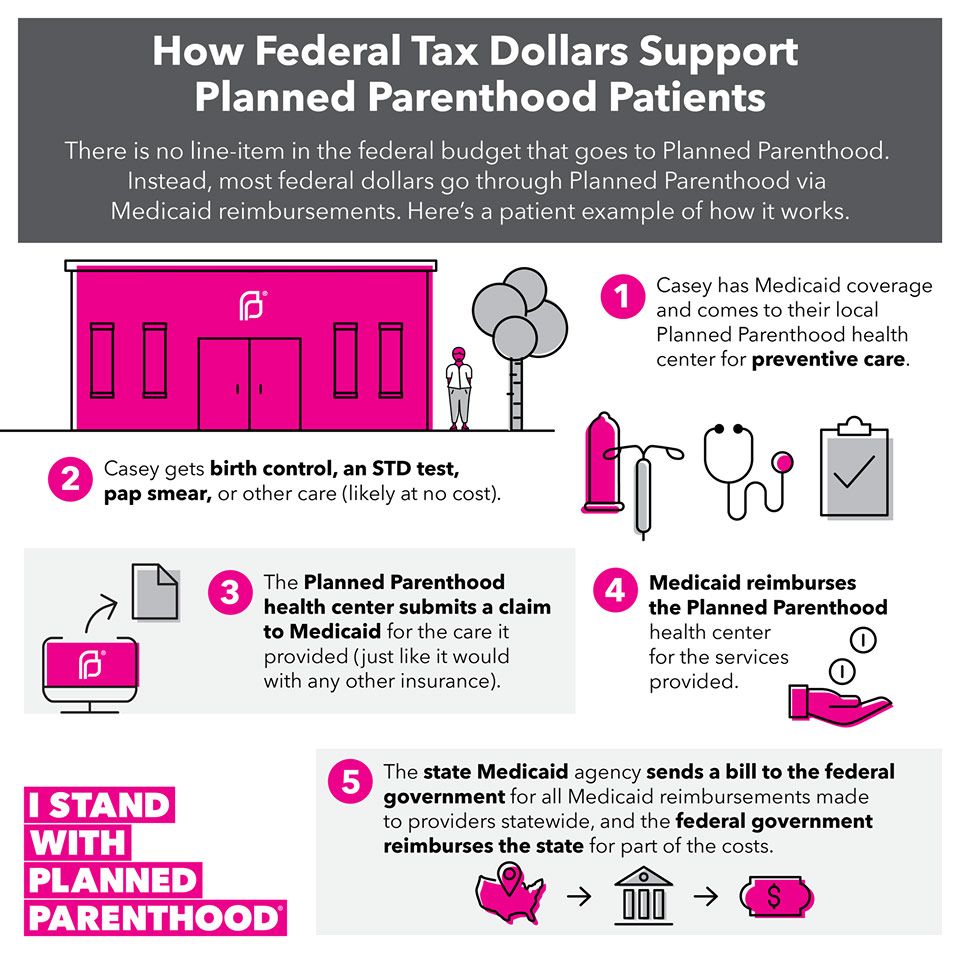 How Federal Tax Dollars Support
Planned Parenthood Patients
There is no line-item in the federal budget that goes to Planned Parenthood.
Instead, most federal dollars go through Planned Parenthood via
Medicaid reimbursements. Here's a patient example of how it works.
1
Casey has Medicaid coverage
and comes to their local
Planned Parenthood health
center for preventive care.
2
Casey gets birth control, an STD test,
pap smear, or other care (likely at no cost).
3
The Planned Parenthood
health center submits a claim
to Medicaid for the care it
provided (just like it would
with any other insurance).
4
Medicaid reimburses
the Planned Parenthood
health center
for the services
provided.
5
The state Medicaid agency sends a bill to the federal
government for all Medicaid reimbursements made
to providers statewide, and the federal government
reimburses the state for part of the costs.
$
I STAND
WITH
PLANNED
PARENTHOOD®